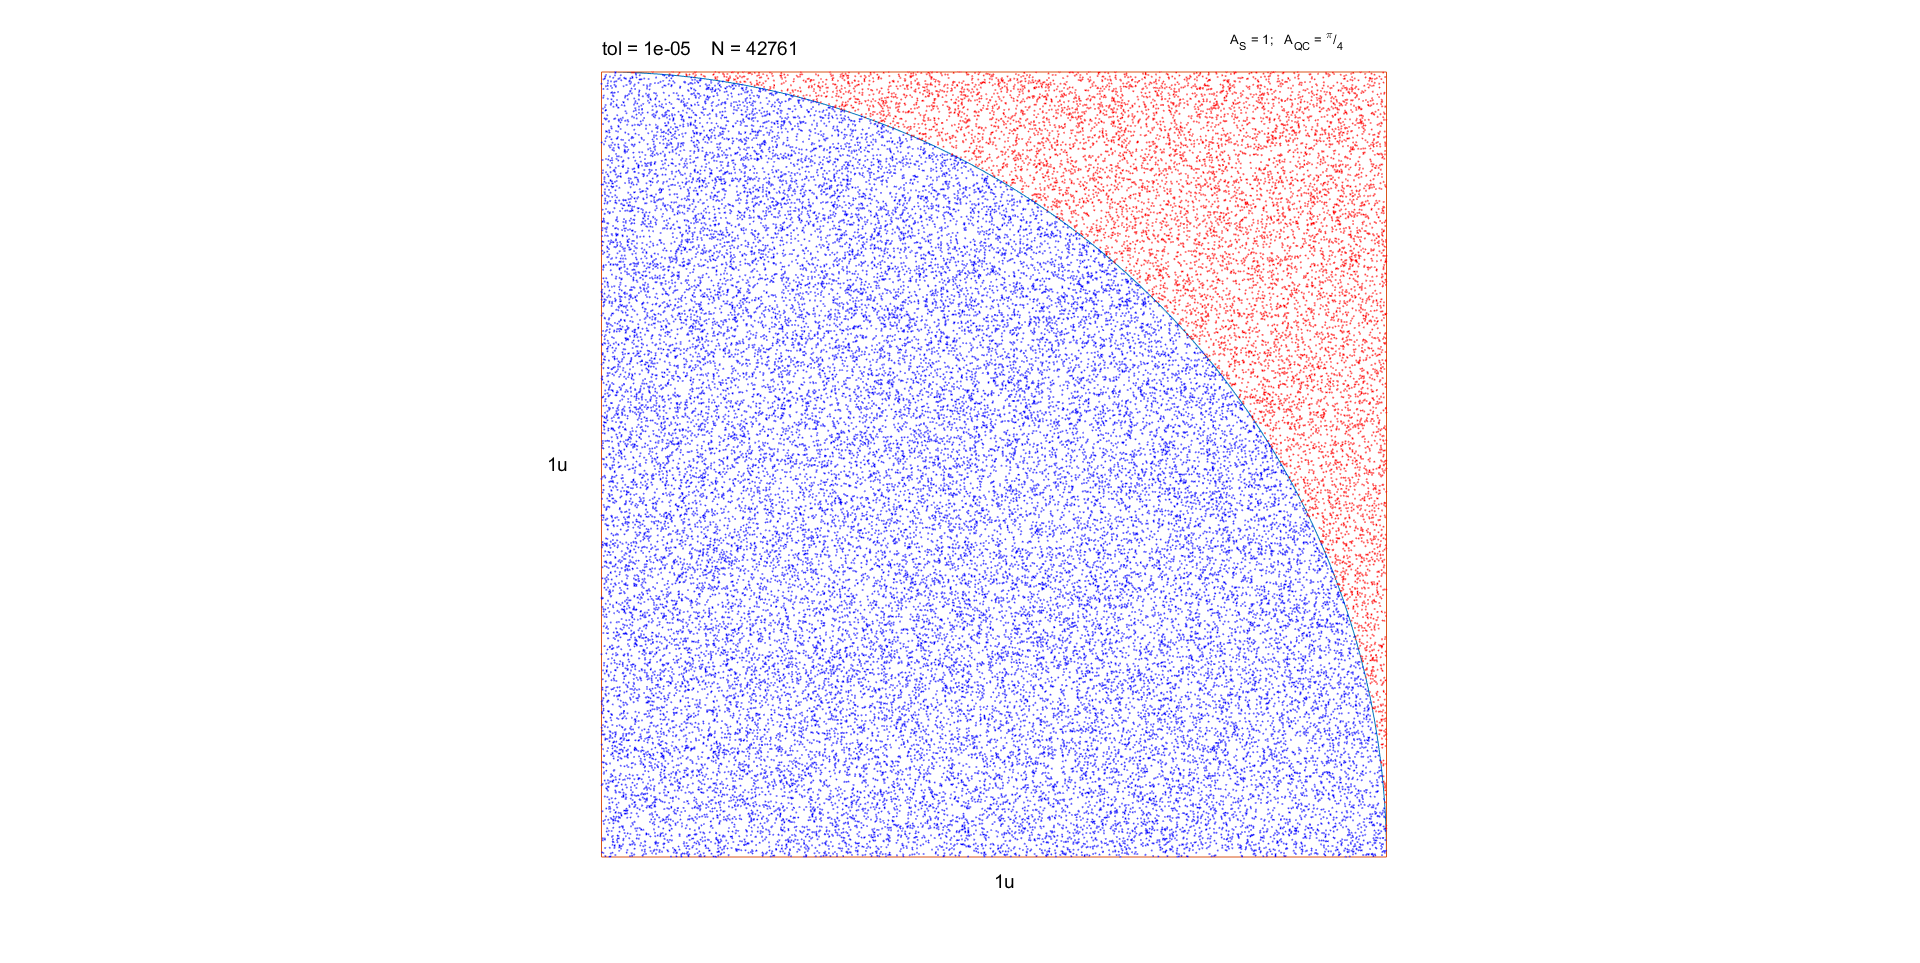 tol = 1e-05    N = 42761
A_S = 1;  A_QC = π/4
1u
1u